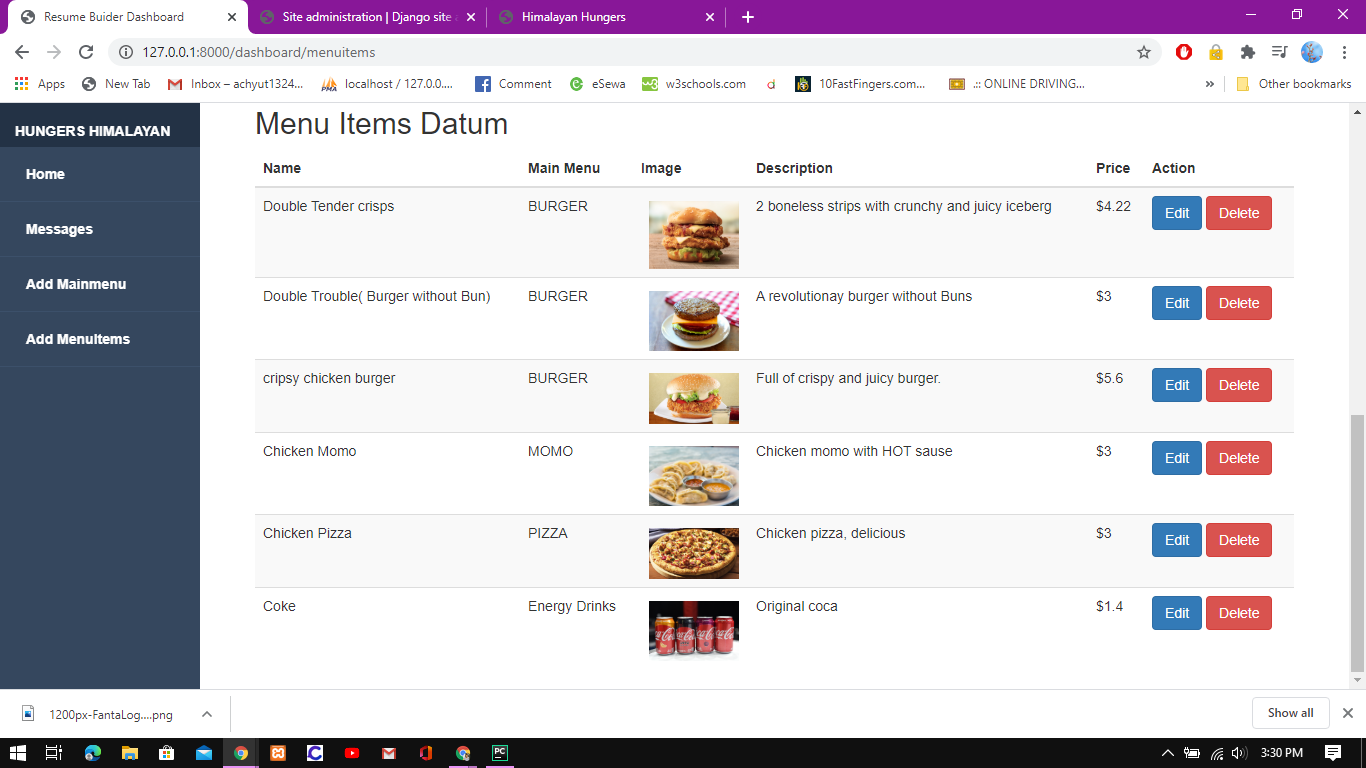 Resume Buider Dashboard
Site administration | Django site
Himalayan Hungers
127.0.0.1:8000/dashboard/menuitems
Apps
New Tab
Inbox – achyut1324...
localhost / 127.0.0....
Comment
eSewa
w3schools.com
d
10FastFingers.com...
.:: ONLINE DRIVING...
»
Other bookmarks
HUNGERS HIMALAYAN
Home
Messages
Add Mainmenu
Add MenuItems
Menu Items Datum
Name Main Menu Image Description Price Action
Double Tender crisps BURGER 2 boneless strips with crunchy and juicy iceberg $4.22 Edit Delete
Double Trouble( Burger without Bun) BURGER A revolutionay burger without Buns $3 Edit Delete
cripsy chicken burger BURGER Full of crispy and juicy burger. $5.6 Edit Delete
Chicken Momo MOMO Chicken momo with HOT sause $3 Edit Delete
Chicken Pizza PIZZA Chicken pizza, delicious $3 Edit Delete
Coke Energy Drinks Original coca $1.4 Edit Delete
1200px-FantaLog....png
Show all
3:30 PM